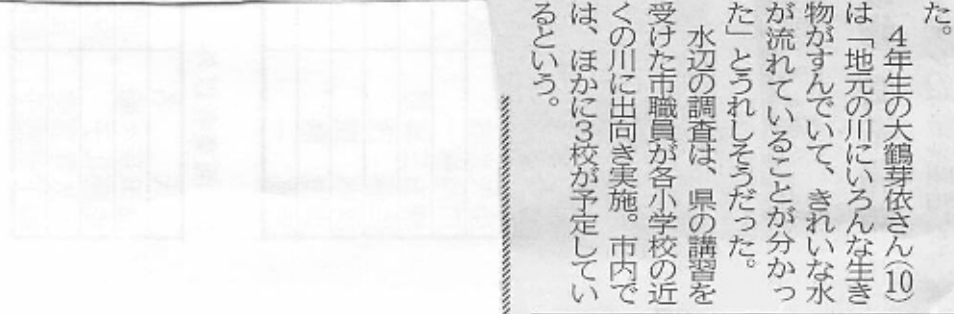 た。
　４年生の大鶴芽依さん(10)
は「地元の川にいろんな生き
物がすんでいて、きれいな水
が流れていることが分かっ
た」とうれしそうだった。
　水辺の調査は、県の講習を
受けた市職員が各小学校の近
くの川に出向き実施。市内で
は、ほかに３校が予定してい
るという。